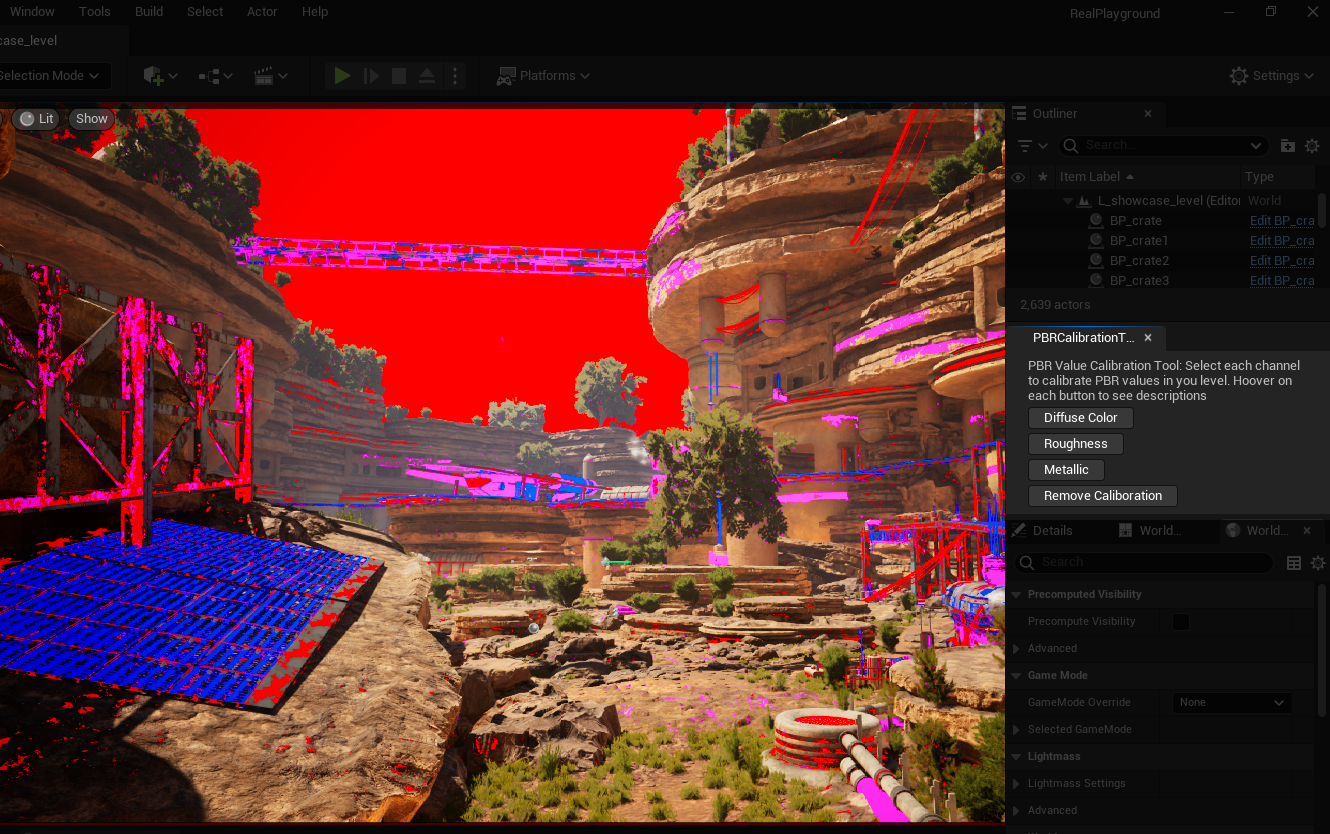 Window Tools Build Select Actor Help
RealPlayground
case_level
Selection Mode
Platforms
Settings
Lit
Show
Outliner
Search...
Item Label
Type
L_showcase_level (Editor
World
BP_crate
Edit BP_cra
BP_crate1
Edit BP_cra
BP_crate2
Edit BP_cra
BP_crate3
Edit BP_cra
2,639 actors
PBRCalibrationT...
PBR Value Calibration Tool: Select each channel
to calibrate PBR values in you level. Hoover on
each button to see descriptions
Diffuse Color
Roughness
Metallic
Remove Caliboration
Details
World...
World...
Search
Precomputed Visibility
Precompute Visibility
Advanced
Game Mode
GameMode Override
None
Selected GameMode
Lightmass
Lightmass Settings
Advanced